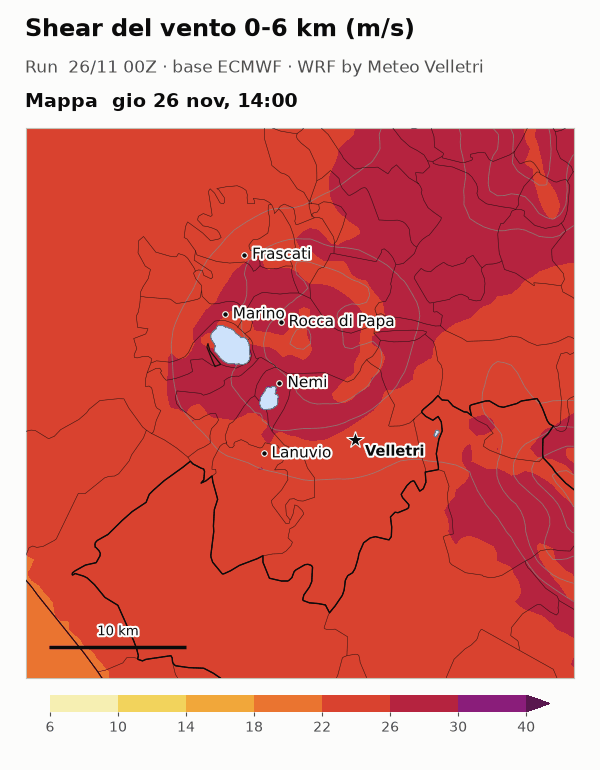 Shear del vento 0-6 km (m/s)
Run  26/11 00Z · base ECMWF · WRF by Meteo Velletri
Mappa  gio 26 nov, 14:00
Frascati
Marino
Rocca di Papa
Nemi
Velletri
Lanuvio
10 km
6 10 14 18 22 26 30 40